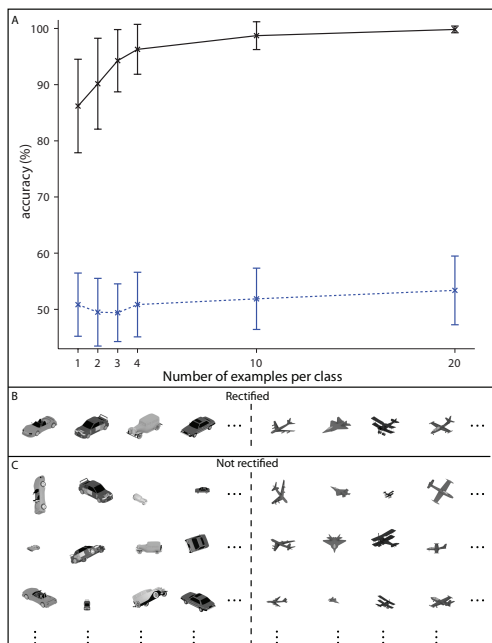 A
100
90
80
70
60
50
accuracy (%)
1 2 3 4 10 20
Number of examples per class
B Rectified
...
...
C Not rectified
... ...
... ...
... ...